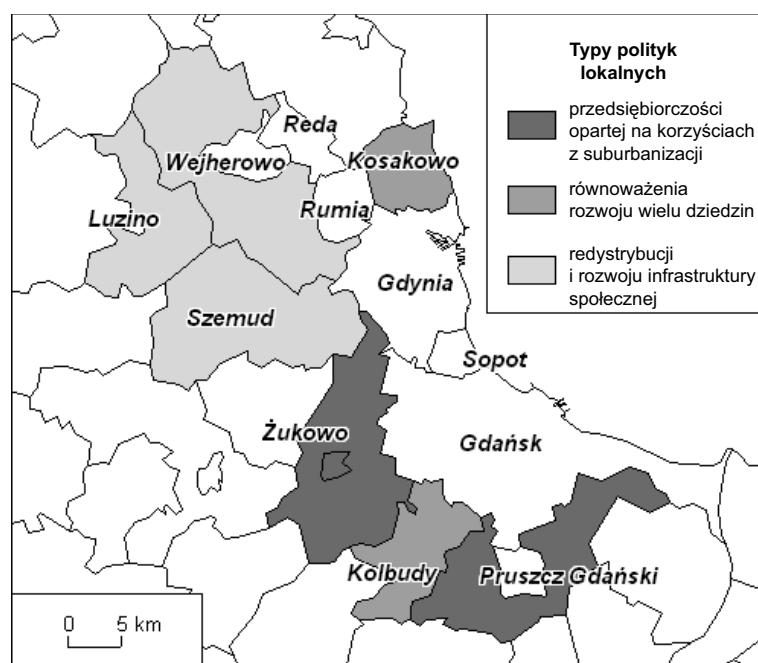 Typy polityk
lokalnych
przedsiębiorczości
opartej na korzyściach
z suburbanizacji
równoważenia
rozwoju wielu dziedzin
redystrybucji
i rozwoju infrastruktury
społecznej
Reda
Wejherowo
Kosakowo
Luzino
Rumia
Gdynia
Szemud
Sopot
Żukowo
Gdańsk
Kolbudy
Pruszcz Gdański
0 5 km